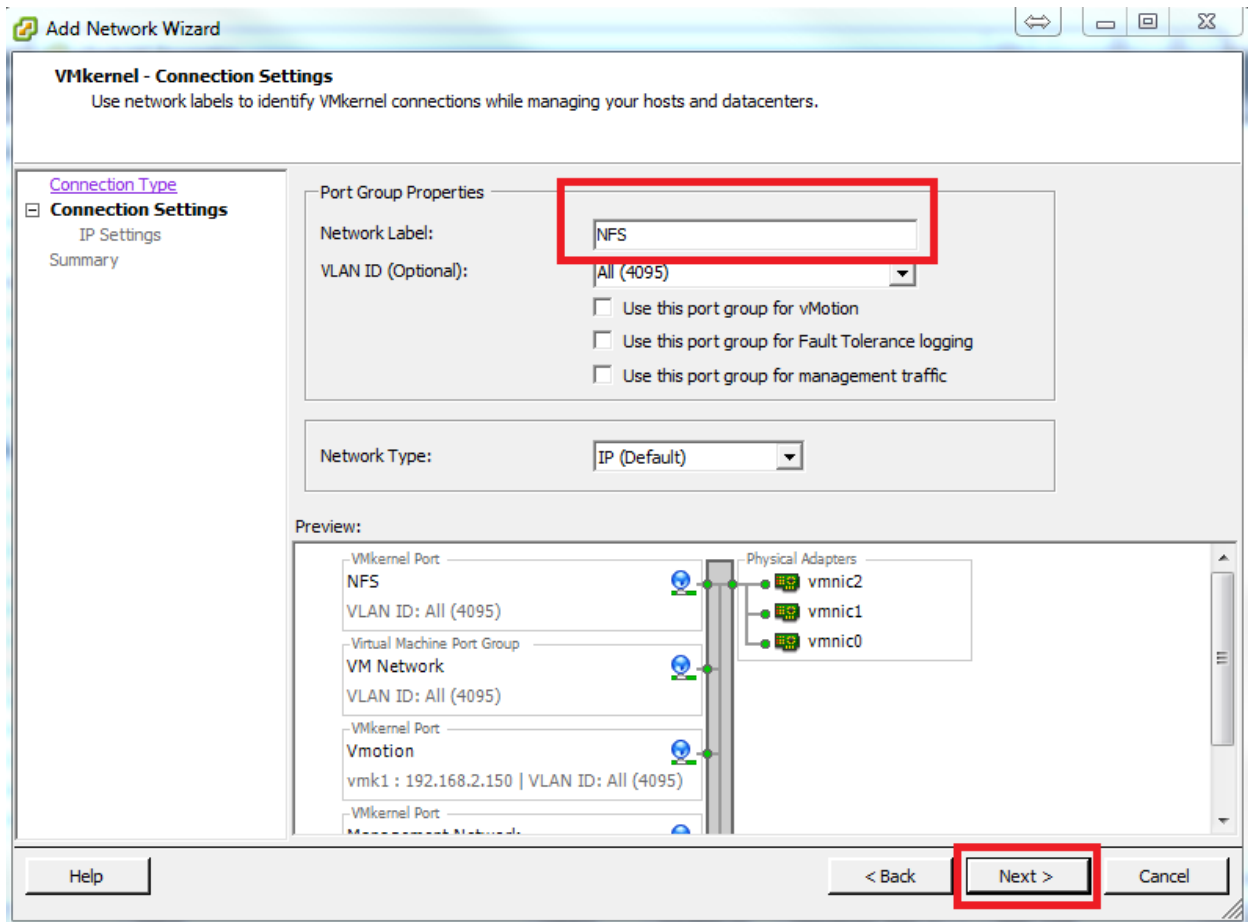 Add Network Wizard
VMkernel - Connection Settings
Use network labels to identify VMkernel connections while managing your hosts and datacenters.
Connection Type
Connection Settings
IP Settings
Summary
Port Group Properties
Network Label:
NFS
VLAN ID (Optional):
All (4095)
Use this port group for vMotion
Use this port group for Fault Tolerance logging
Use this port group for management traffic
Network Type:
IP (Default)
Preview:
VMkernel Port
NFS
VLAN ID: All (4095)
Virtual Machine Port Group
VM Network
VLAN ID: All (4095)
VMkernel Port
Vmotion
vmk1 : 192.168.2.150 | VLAN ID: All (4095)
VMkernel Port
Management Network
Physical Adapters
vmnic2
vmnic1
vmnic0
Help
< Back
Next >
Cancel